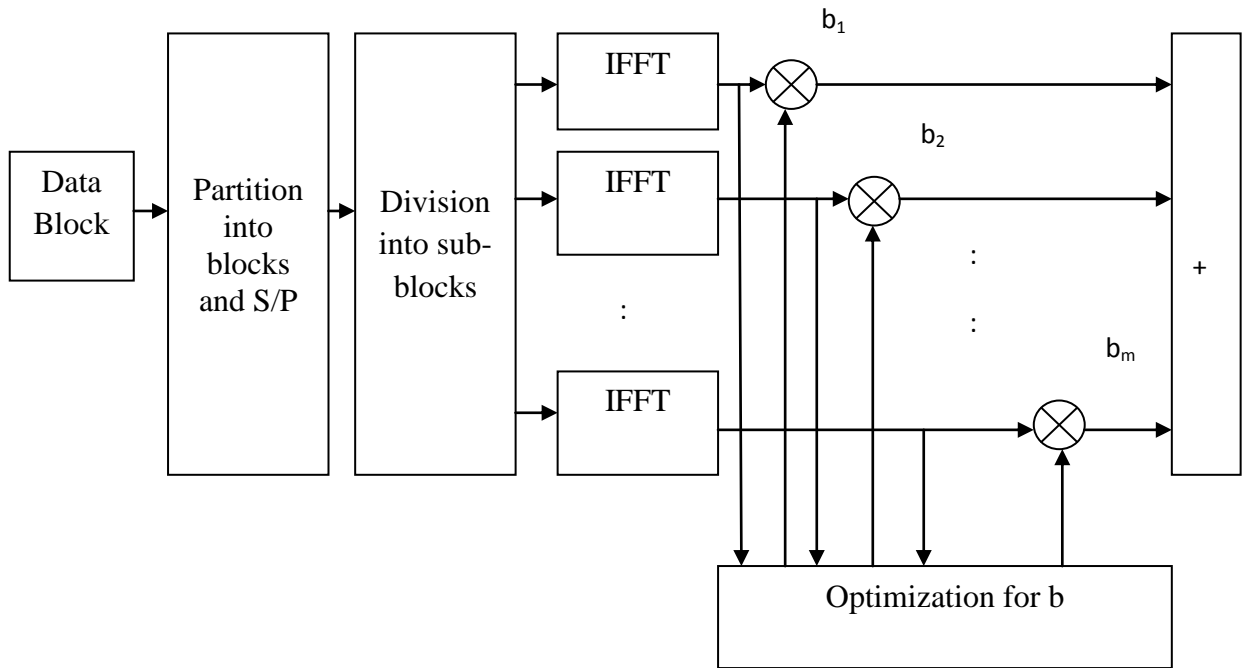 Data
Block
Partition
into
blocks
and S/P
Division
into sub-
blocks
IFFT
IFFT
:
IFFT
b₁
b₂
:
:
bₘ
+
Optimization for b